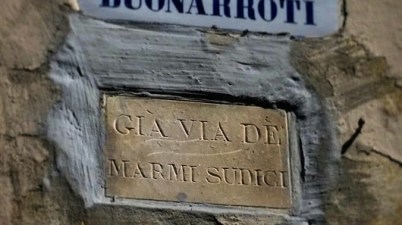 BUONARROTI
GIÀ VIA DE
MARMI SUDICI